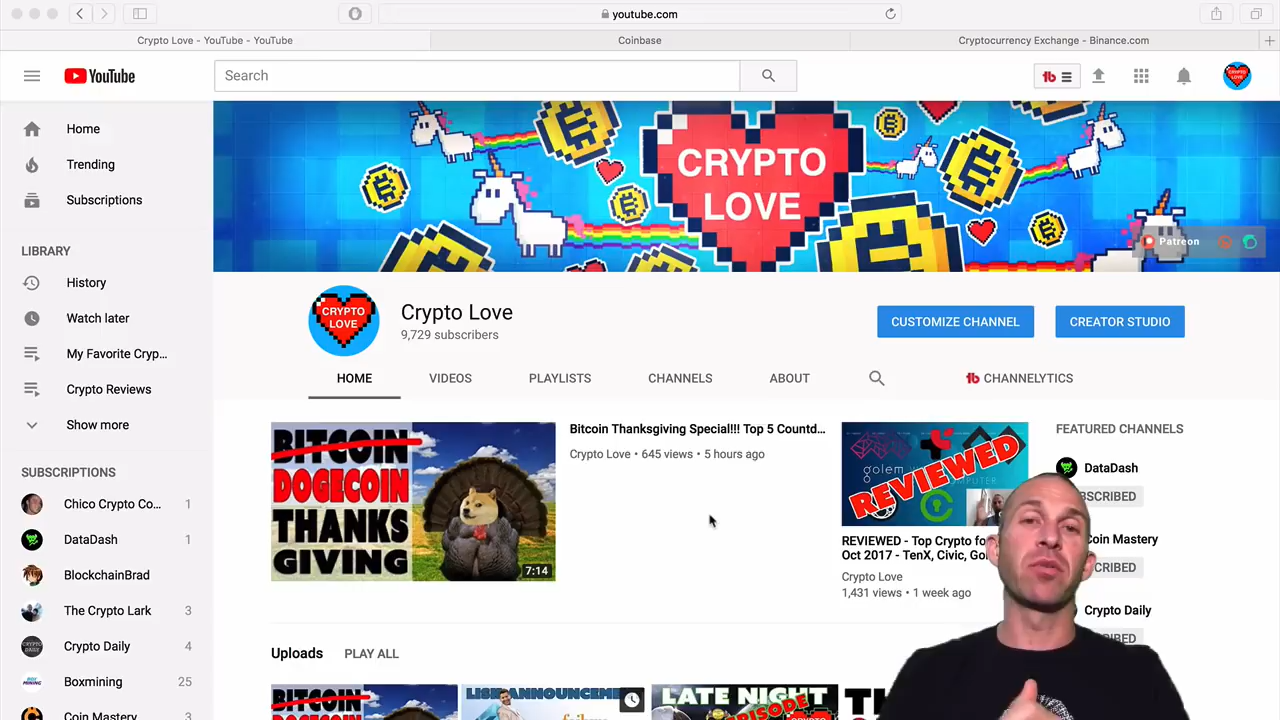 youtube.com
Crypto Love - YouTube - YouTube
Coinbase
Cryptocurrency Exchange - Binance.com
YouTube
Search
Home
Trending
Subscriptions
LIBRARY
History
Watch later
My Favorite Cryp...
Crypto Reviews
Show more
SUBSCRIPTIONS
Chico Crypto Co... 1
DataDash 1
BlockchainBrad
The Crypto Lark 3
Crypto Daily 4
Boxmining 25
Coin Mastery 3
CRYPTO
LOVE
Patreon
CRYPTO
LOVE
Crypto Love
9,729 subscribers
CUSTOMIZE CHANNEL
CREATOR STUDIO
HOME
VIDEOS
PLAYLISTS
CHANNELS
ABOUT
CHANNELYTICS
BITCOIN
DOGECOIN
THANKS
GIVING
7:14
Bitcoin Thanksgiving Special!!! Top 5 Countd...
Crypto Love • 645 views • 5 hours ago
golem
REVIEWED
REVIEWED - Top Crypto fo
Oct 2017 - TenX, Civic, Go
Crypto Love
1,431 views • 1 week ago
FEATURED CHANNELS
DataDash
SCRIBED
Coin Mastery
CRIBED
Crypto Daily
Uploads
PLAY ALL
BITCOIN
DOGECOIN
LISK ANNOUNCEMEN
LATE NIGHT
EPISODE